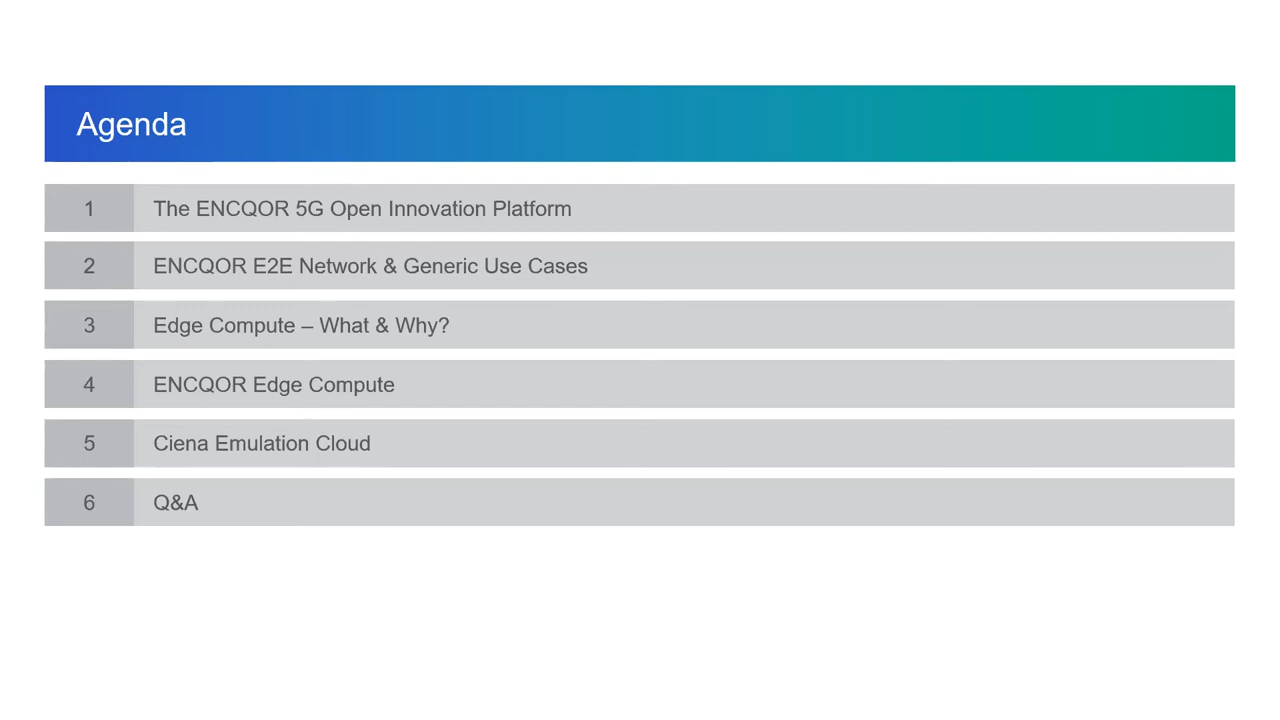 Agenda
1 The ENCQOR 5G Open Innovation Platform
2 ENCQOR E2E Network & Generic Use Cases
3 Edge Compute – What & Why?
4 ENCQOR Edge Compute
5 Ciena Emulation Cloud
6 Q&A